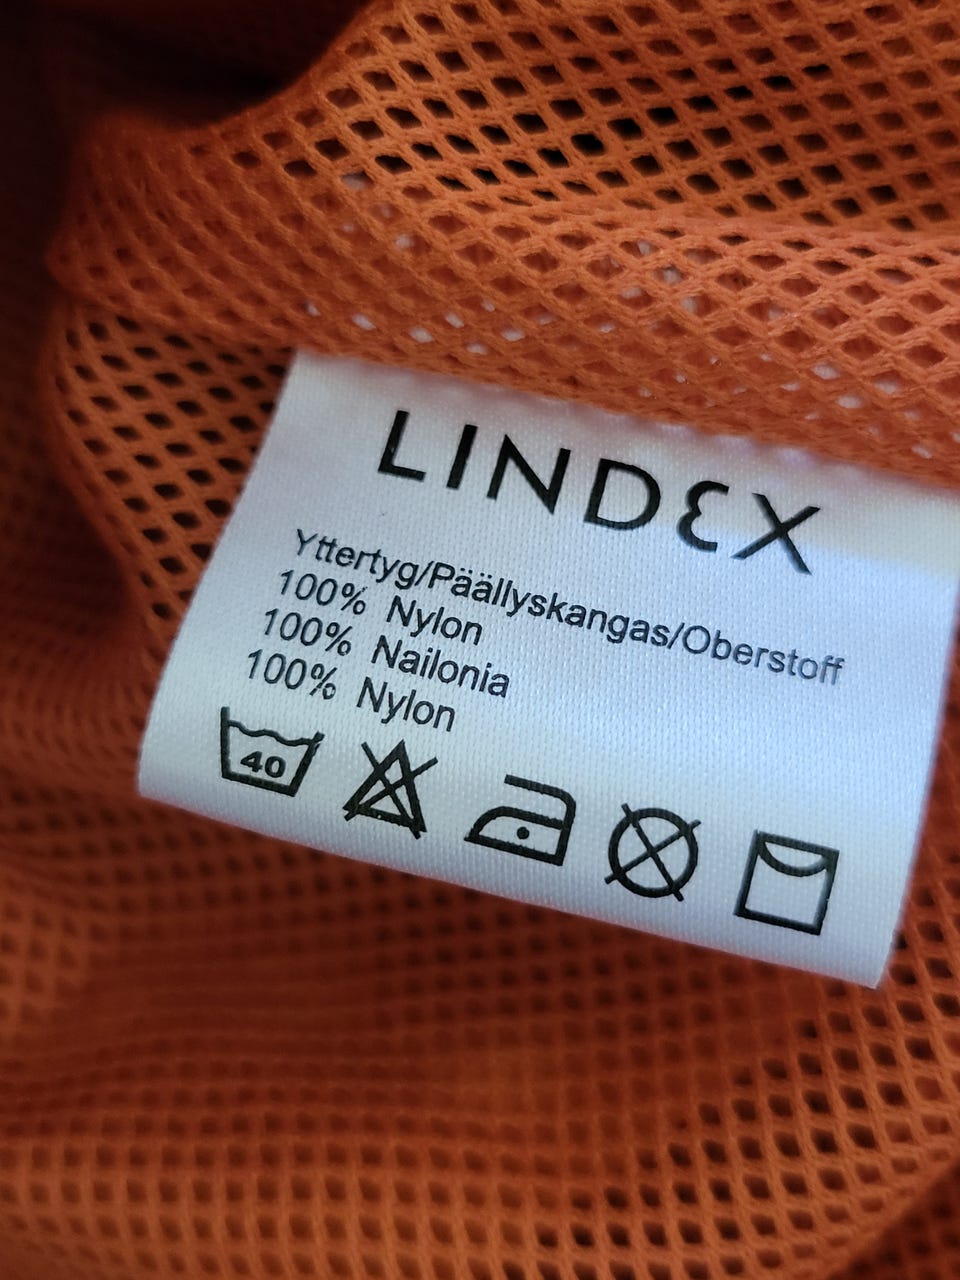 LINDEX
Yttertyg/Päällyskangas/Oberstoff
100% Nylon
100% Nailonia
100% Nylon
40